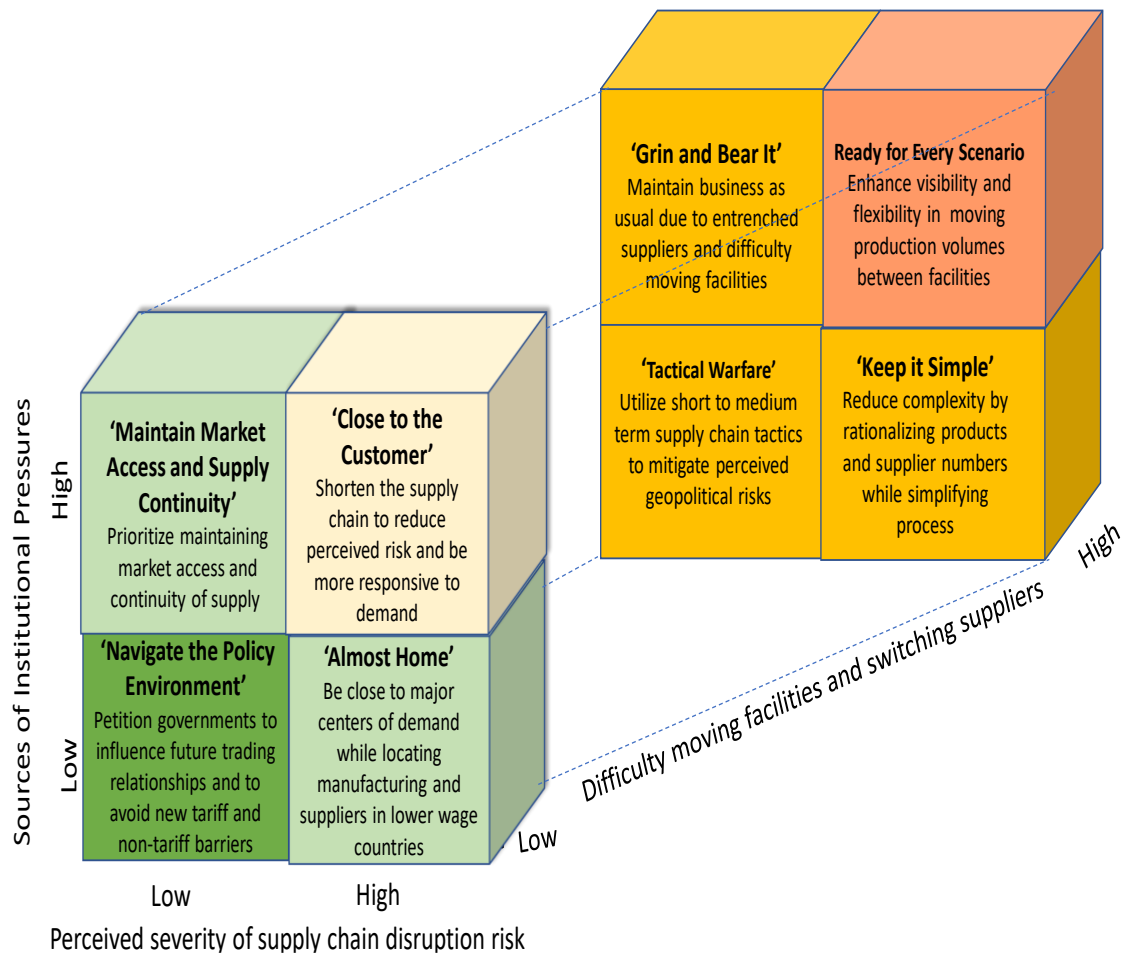 ‘Grin and Bear It’
Maintain business as
usual due to entrenched
suppliers and difficulty
moving facilities
Ready for Every Scenario
Enhance visibility and
flexibility in moving
production volumes
between facilities
‘Tactical Warfare’
Utilize short to medium
term supply chain tactics
to mitigate perceived
geopolitical risks
‘Keep it Simple’
Reduce complexity by
rationalizing products
and supplier numbers
while simplifying
process
‘Maintain Market
Access and Supply
Continuity’
Prioritize maintaining
market access and
continuity of supply
‘Close to the
Customer’
Shorten the supply
chain to reduce
perceived risk and be
more responsive to
demand
‘Navigate the Policy
Environment’
Petition governments to
influence future trading
relationships and to
avoid new tariff and
non-tariff barriers
‘Almost Home’
Be close to major
centers of demand
while locating
manufacturing and
suppliers in lower wage
countries
Sources of Institutional Pressures
High
Low
Low
High
Perceived severity of supply chain disruption risk
Low
Difficulty moving facilities and switching suppliers
High